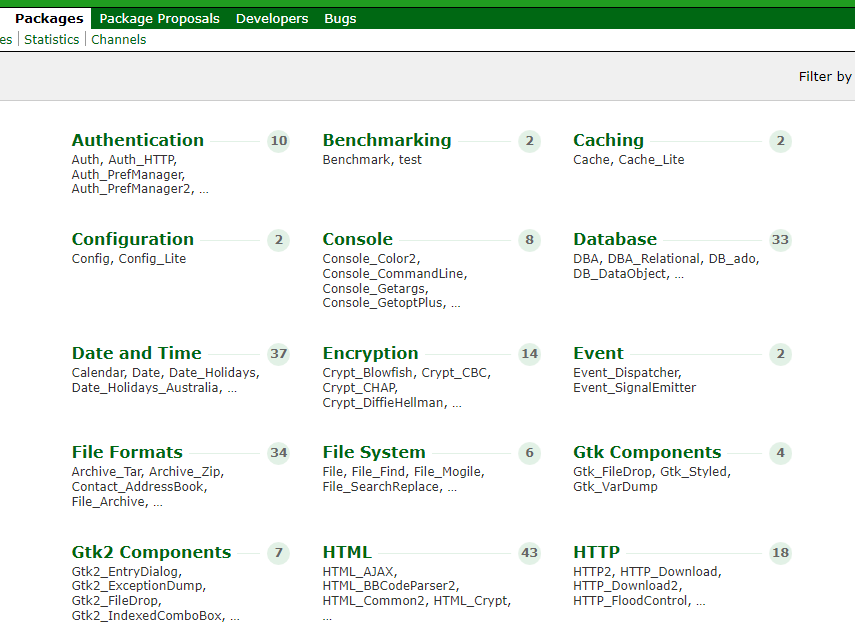 Packages Package Proposals Developers Bugs
es Statistics Channels
Filter by
Authentication 10
Auth, Auth_HTTP,
Auth_PrefManager,
Auth_PrefManager2, ...
Benchmarking 2
Benchmark, test
Caching 2
Cache, Cache_Lite
Configuration 2
Config, Config_Lite
Console 8
Console_Color2,
Console_CommandLine,
Console_Getargs,
Console_GetoptPlus, ...
Database 33
DBA, DBA_Relational, DB_ado,
DB_DataObject, ...
Date and Time 37
Calendar, Date, Date_Holidays,
Date_Holidays_Australia, ...
Encryption 14
Crypt_Blowfish, Crypt_CBC,
Crypt_CHAP,
Crypt_DiffieHellman, ...
Event 2
Event_Dispatcher,
Event_SignalEmitter
File Formats 34
Archive_Tar, Archive_Zip,
Contact_AddressBook,
File_Archive, ...
File System 6
File, File_Find, File_Mogile,
File_SearchReplace, ...
Gtk Components 4
Gtk_FileDrop, Gtk_Styled,
Gtk_VarDump
Gtk2 Components 7
Gtk2_EntryDialog,
Gtk2_ExceptionDump,
Gtk2_FileDrop,
Gtk2_IndexedComboBox, ...
HTML 43
HTML_AJAX,
HTML_BBCodeParser2,
HTML_Common2, HTML_Crypt,
...
HTTP 18
HTTP2, HTTP_Download,
HTTP_Download2,
HTTP_FloodControl, ...